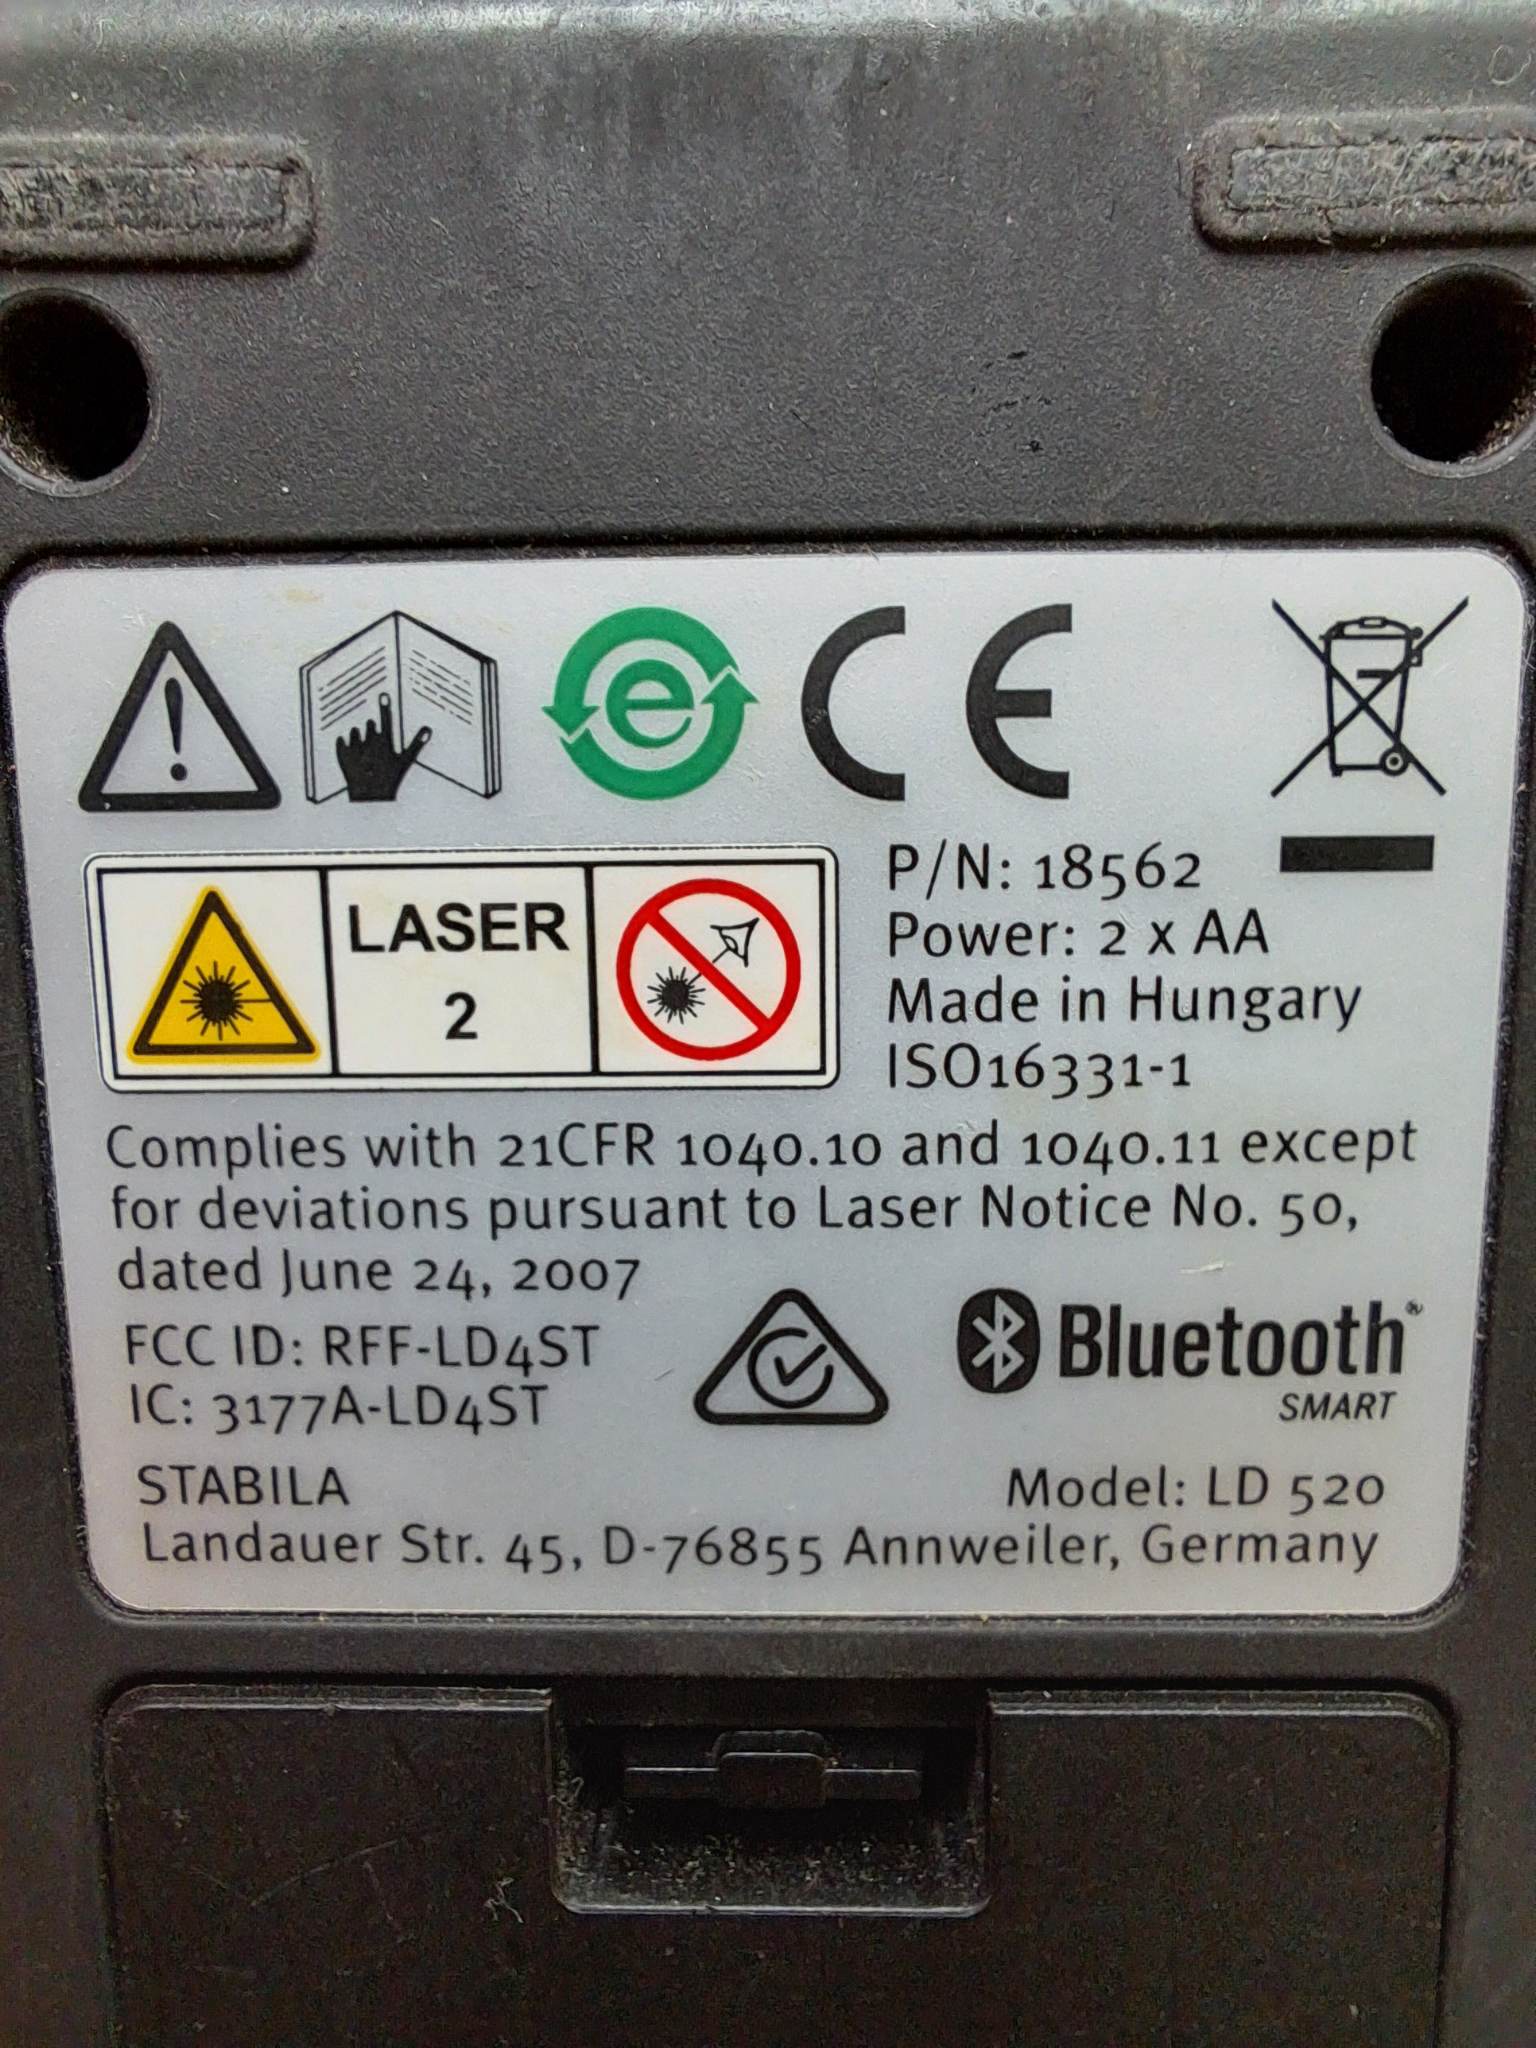 e CE
LASER
2
P/N: 18562
Power: 2 x AA
Made in Hungary
ISO16331-1
Complies with 21CFR 1040.10 and 1040.11 except
for deviations pursuant to Laser Notice No. 50,
dated June 24, 2007
FCC ID: RFF-LD4ST
IC: 3177A-LD4ST
Bluetooth®
SMART
STABILA
Model: LD 520
Landauer Str. 45, D-76855 Annweiler, Germany